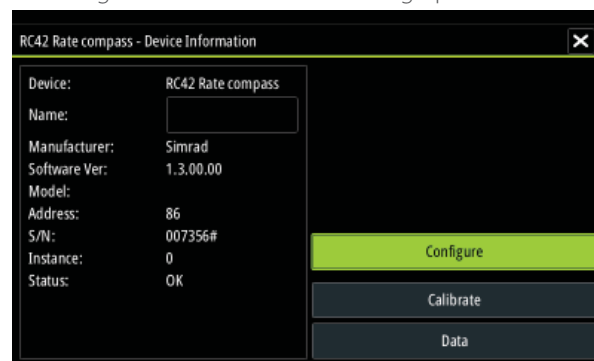 RC42 Rate compass - Device Information
Device: RC42 Rate compass
Name:
Manufacturer: Simrad
Software Ver: 1.3.00.00
Model:
Address: 86
S/N: 007356#
Instance: 0
Status: OK
Configure
Calibrate
Data